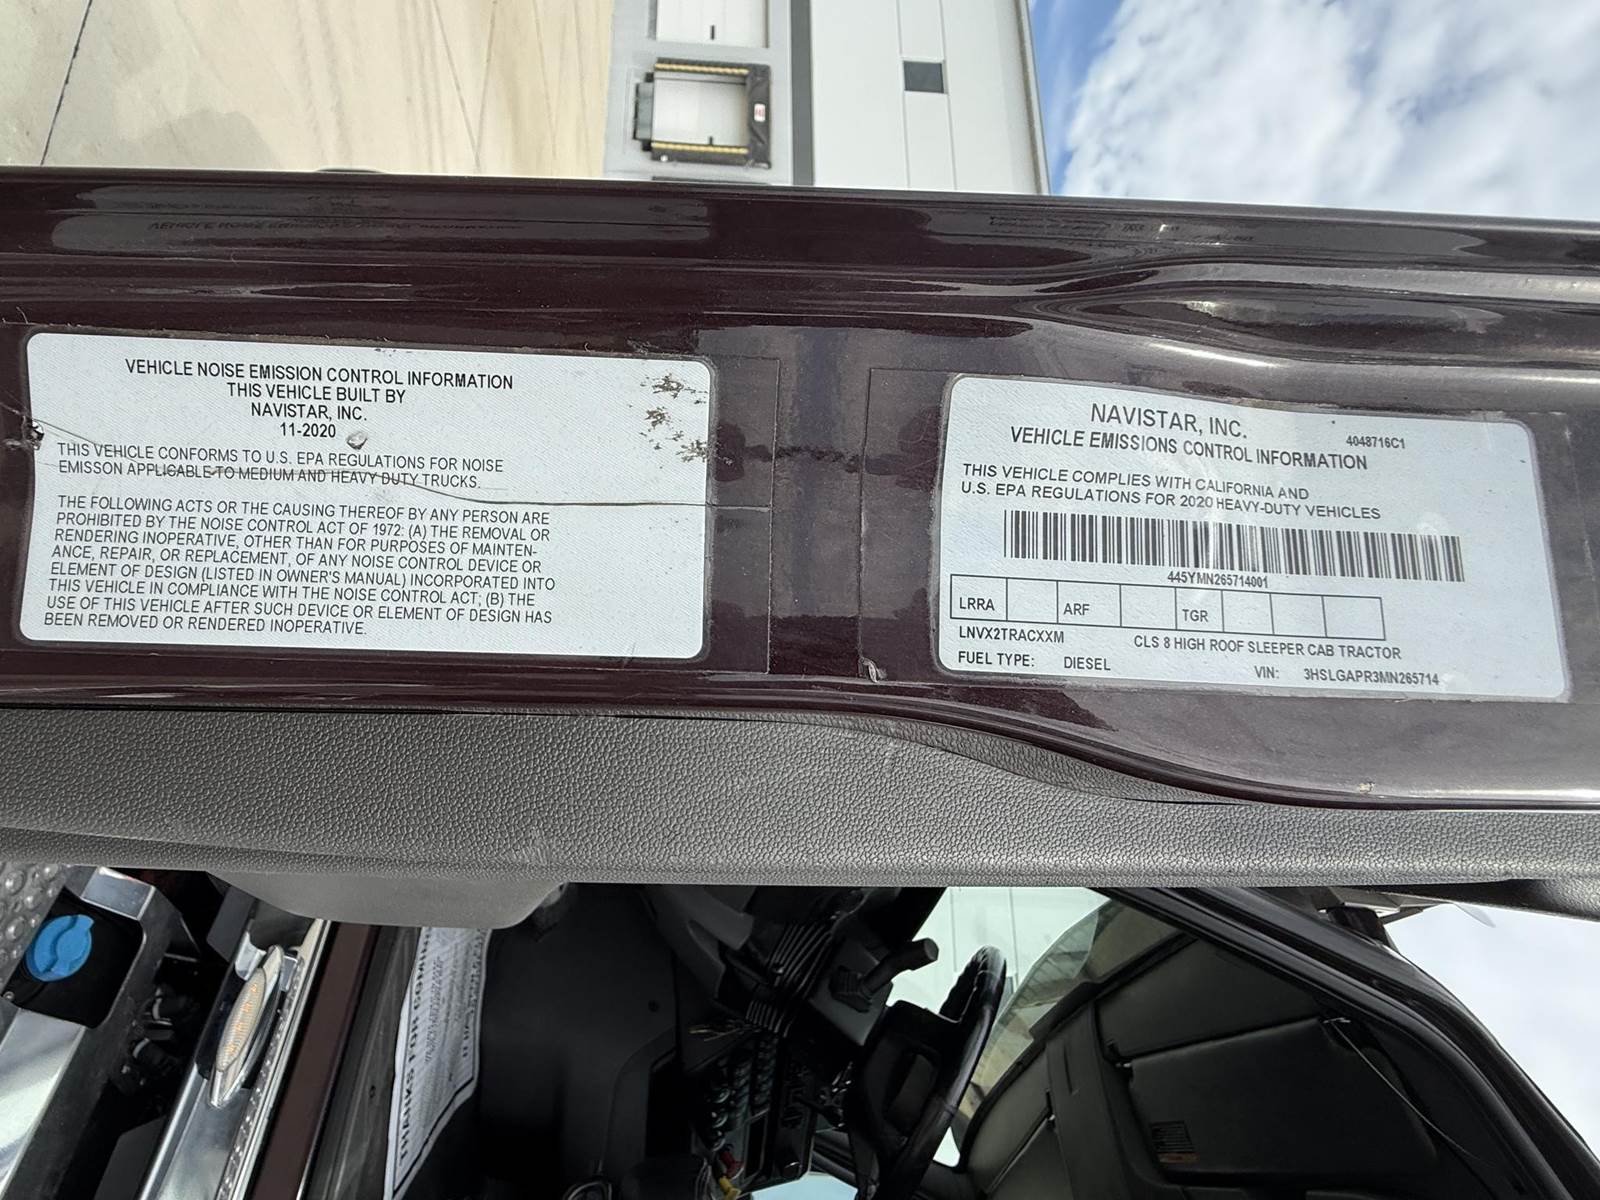 VEHICLE NOISE EMISSION CONTROL INFORMATION
THIS VEHICLE BUILT BY
NAVISTAR, INC.
11-2020
THIS VEHICLE CONFORMS TO U.S. EPA REGULATIONS FOR NOISE
EMISSON APPLICABLE TO MEDIUM AND HEAVY DUTY TRUCKS.
THE FOLLOWING ACTS OR THE CAUSING THEREOF BY ANY PERSON ARE
PROHIBITED BY THE NOISE CONTROL ACT OF 1972: (A) THE REMOVAL OR
RENDERING INOPERATIVE, OTHER THAN FOR PURPOSES OF MAINTEN-
ANCE, REPAIR, OR REPLACEMENT, OF ANY NOISE CONTROL DEVICE OR
ELEMENT OF DESIGN (LISTED IN OWNER'S MANUAL) INCORPORATED INTO
THIS VEHICLE IN COMPLIANCE WITH THE NOISE CONTROL ACT; (B) THE
USE OF THIS VEHICLE AFTER SUCH DEVICE OR ELEMENT OF DESIGN HAS
BEEN REMOVED OR RENDERED INOPERATIVE.
NAVISTAR, INC.
4048716C1
VEHICLE EMISSIONS CONTROL INFORMATION
THIS VEHICLE COMPLIES WITH CALIFORNIA AND
U.S. EPA REGULATIONS FOR 2020 HEAVY-DUTY VEHICLES
445YMN265714001
LRRA ARF TGR
LNVX2TRACXXM CLS 8 HIGH ROOF SLEEPER CAB TRACTOR
FUEL TYPE: DIESEL VIN: 3HSLGAPR3MN265714
THANKS FOR COMING